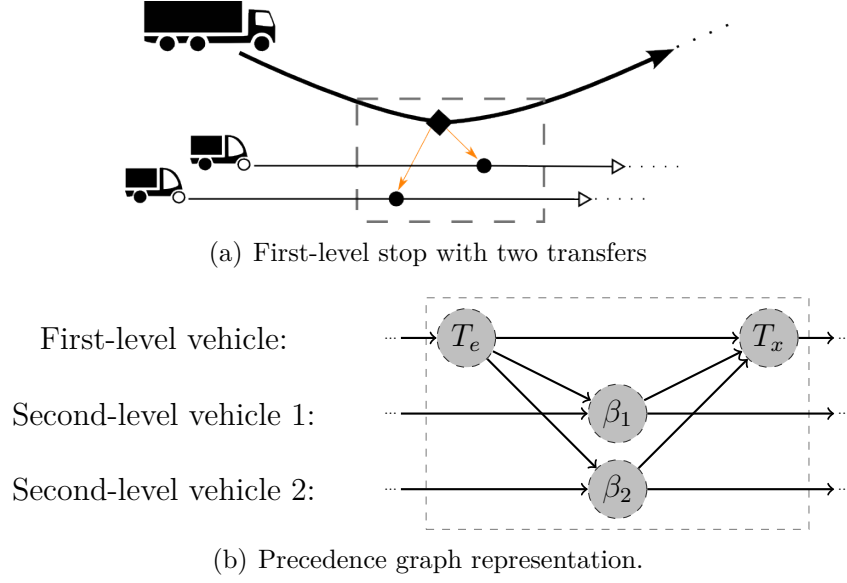 (a) First-level stop with two transfers
First-level vehicle: ... T_e T_x ...
Second-level vehicle 1: ... β_1 ...
Second-level vehicle 2: ... β_2 ...
(b) Precedence graph representation.